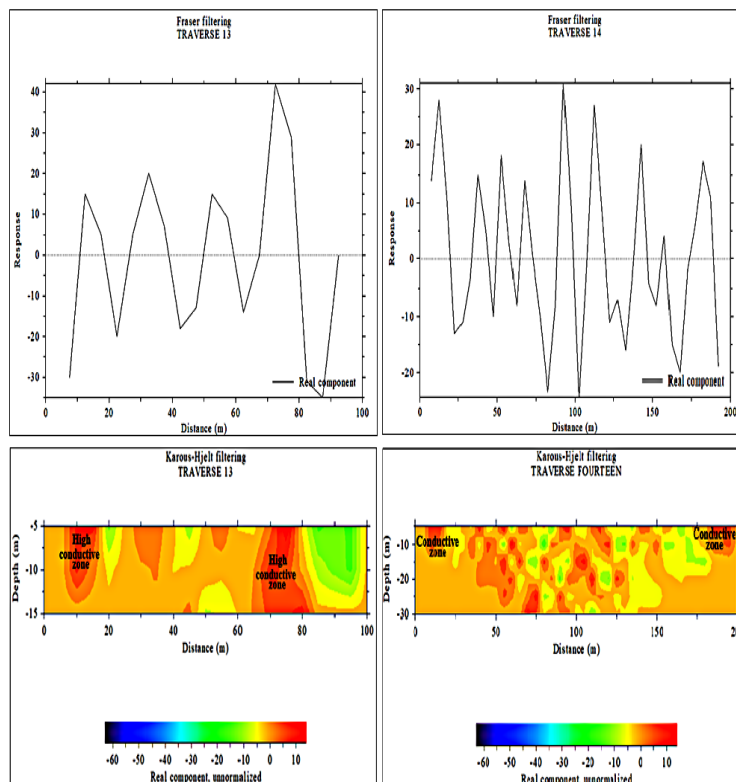 Fraser filtering
TRAVERSE 13
40
30
20
10
0
-10
-20
-30
Response
Real component
0
20
40
60
80
100
Distance (m)
Fraser filtering
TRAVERSE 14
30
20
10
0
-10
-20
Response
Real component
0
50
100
150
200
Distance (m)
Karous-Hjelt filtering
TRAVERSE 13
-5
-10
-15
Depth (m)
High
conductive
zone
High
conductive
zone
0
20
40
60
80
100
Distance (m)
-60 -50 -40 -30 -20 -10 0 10
Real component, unnormalized
Karous-Hjelt filtering
TRAVERSE FOURTEEN
-10
-20
-30
Depth (m)
Conductive
zone
Conductive
zone
0
50
100
150
200
Distance (m)
-60 -50 -40 -30 -20 -10 0 10
Real component, unnormalized